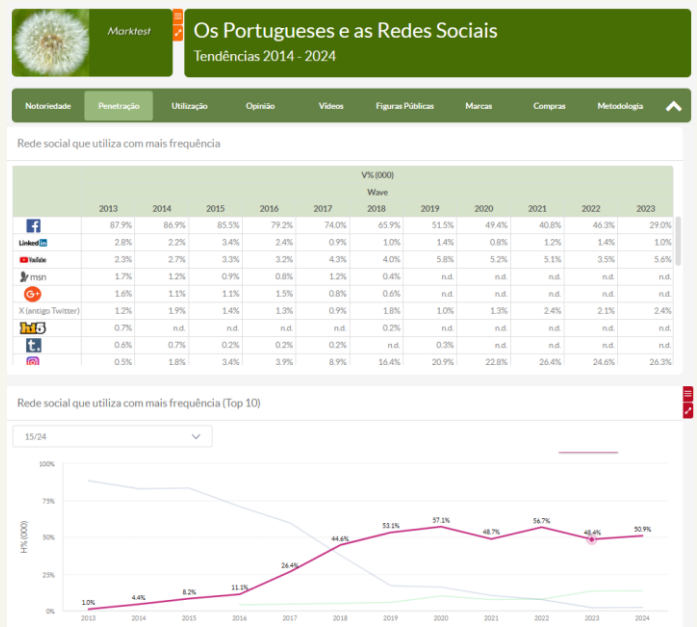 Marktest
Os Portugueses e as Redes Sociais
Tendências 2014 - 2024
Notoriedade Penetração Utilização Opinião Vídeos Figuras Públicas Marcas Compras Metodologia
Rede social que utiliza com mais frequência
V% (000)
Wave
2013 2014 2015 2016 2017 2018 2019 2020 2021 2022 2023
f 87.9% 86.9% 85.5% 79.2% 74.0% 65.9% 51.5% 49.4% 40.8% 46.3% 29.0%
Linked in 2.8% 2.2% 3.4% 2.4% 0.9% 1.0% 1.4% 0.8% 1.2% 1.4% 1.0%
YouTube 2.3% 2.7% 3.3% 3.2% 4.3% 4.0% 5.8% 5.2% 5.1% 3.5% 5.6%
msn 1.7% 1.2% 0.9% 0.8% 1.2% 0.4% n.d. n.d. n.d. n.d. n.d.
G+ 1.6% 1.1% 1.1% 1.5% 0.8% 0.6% n.d. n.d. n.d. n.d. n.d.
X (antigo Twitter) 1.2% 1.9% 1.4% 1.3% 0.9% 1.8% 1.0% 1.3% 2.4% 2.1% 2.4%
hi5 0.7% n.d. n.d. n.d. n.d. 0.2% n.d. n.d. n.d. n.d. n.d.
t. 0.6% 0.7% 0.2% 0.2% 0.2% n.d. 0.3% n.d. n.d. n.d. n.d.
0.5% 1.8% 3.4% 3.9% 8.9% 16.4% 20.9% 22.8% 26.4% 24.6% 26.3%
Rede social que utiliza com mais frequência (Top 10)
15/24
100%
75%
50%
25%
0%
H% (000)
1.0% 4.4% 8.2% 11.1% 26.4% 44.6% 53.1% 57.1% 48.7% 56.7% 48.4% 50.9%
2013 2014 2015 2016 2017 2018 2019 2020 2021 2022 2023 2024